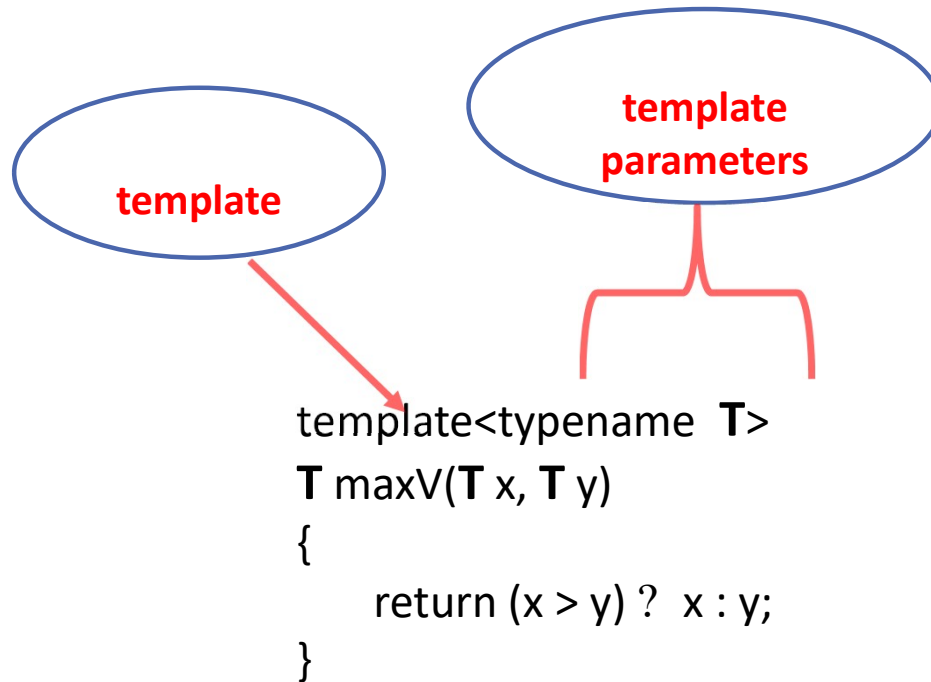 template
template
parameters
template<typename T>
T maxV(T x, T y)
{
return (x > y) ? x : y;
}